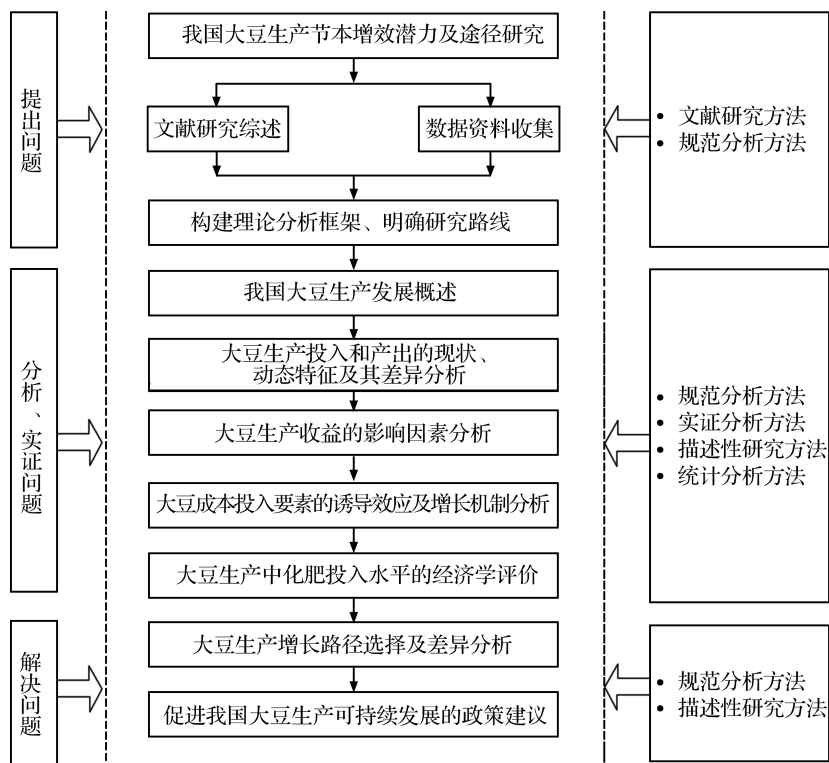 提出问题
我国大豆生产节本增效潜力及途径研究
文献研究综述
数据资料收集
构建理论分析框架、明确研究路线
• 文献研究方法
• 规范分析方法
分析、实证问题
我国大豆生产发展概述
大豆生产投入和产出的现状、
动态特征及其差异分析
大豆生产收益的影响因素分析
大豆成本投入要素的诱导效应及增长机制分析
大豆生产中化肥投入水平的经济学评价
• 规范分析方法
• 实证分析方法
• 描述性研究方法
• 统计分析方法
解决问题
大豆生产增长路径选择及差异分析
促进我国大豆生产可持续发展的政策建议
• 规范分析方法
• 描述性研究方法